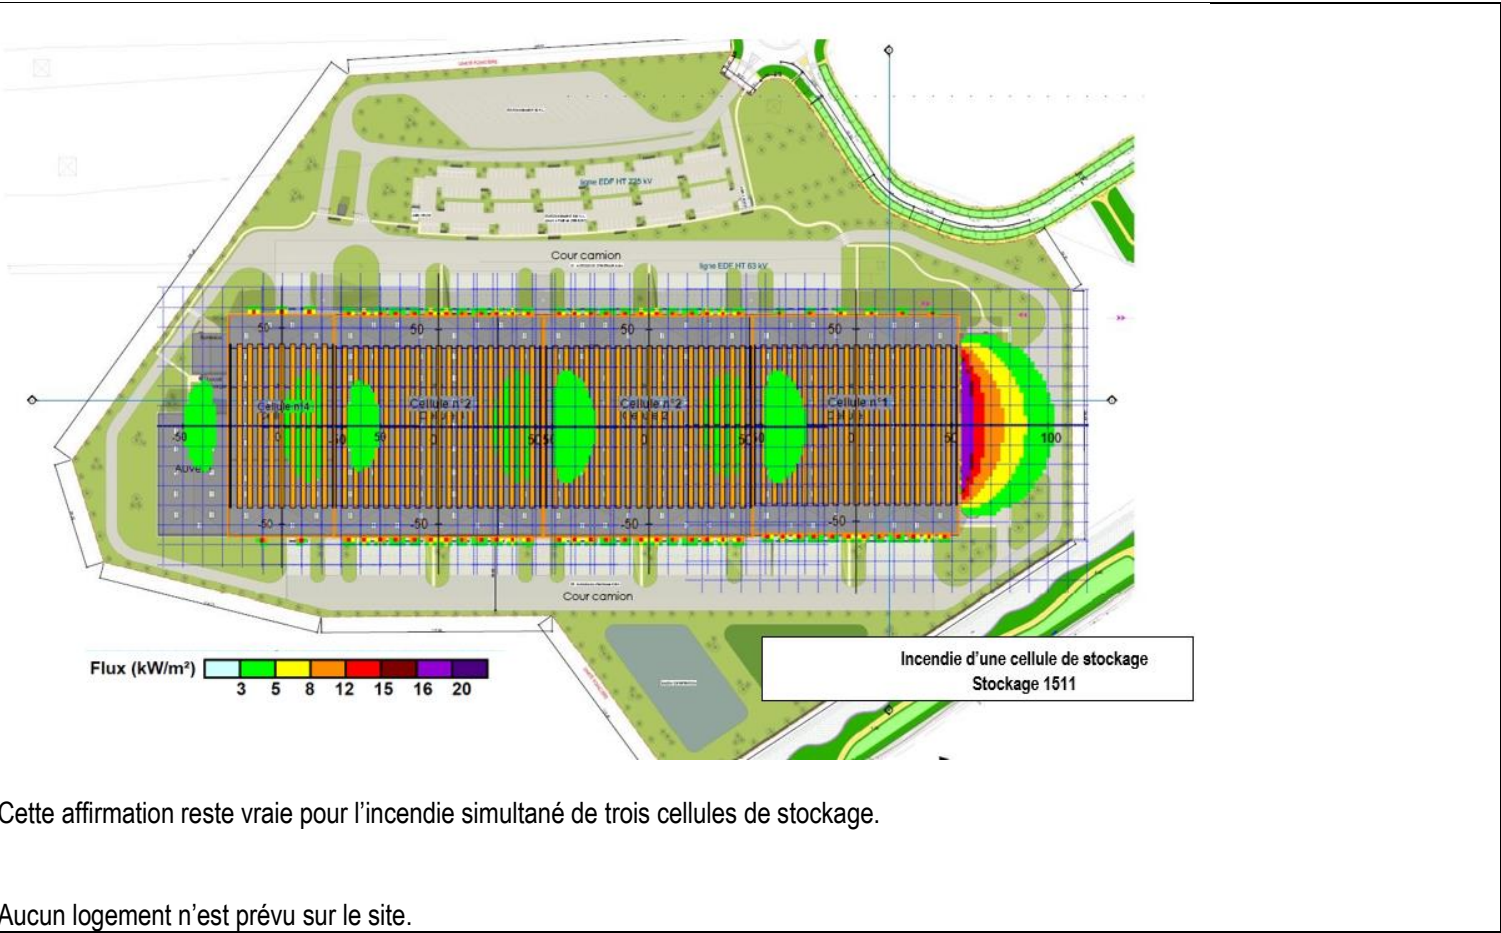 ligne EDF HT 225 kV
Cour camion
ligne EDF HT 63 kV
50
50
50
50
Cellule n°4
Cellule n°2
Cellule n°2
Cellule n°1
-50
0
50
50
0
50
0
0
50
100
-50
-50
-50
-50
Cour camion
Flux (kW/m²)
3 5 8 12 15 16 20
Incendie d'une cellule de stockage
Stockage 1511
Cette affirmation reste vraie pour l'incendie simultané de trois cellules de stockage.
Aucun logement n'est prévu sur le site.